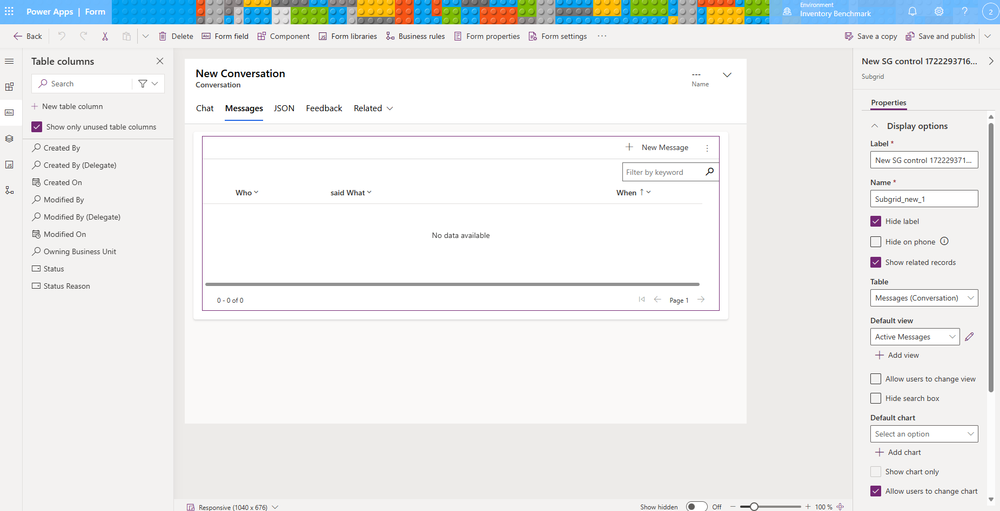 Power Apps | Form
Environment
Inventory Benchmark
?
2
Back
Delete
Abc
Form field
Component
JS
Form libraries
Business rules
Form properties
Form settings
...
Save a copy
Save and publish
Table columns
Search
New table column
Show only unused table columns
Created By
Created By (Delegate)
Created On
Modified By
Modified By (Delegate)
Modified On
Owning Business Unit
Status
Status Reason
Abc
JS
New Conversation
Conversation
---
Name
Chat
Messages
JSON
Feedback
Related
New Message
Filter by keyword
Who
said What
When
No data available
0 - 0 of 0
Page 1
Responsive (1040 x 676)
Show hidden
Off
100 %
New SG control 1722293716...
Subgrid
Properties
Display options
Label *
New SG control 172229371...
Name *
Subgrid_new_1
Hide label
Hide on phone
Show related records
Table
Messages (Conversation)
Default view
Active Messages
Add view
Allow users to change view
Hide search box
Default chart
Select an option
Add chart
Show chart only
Allow users to change chart